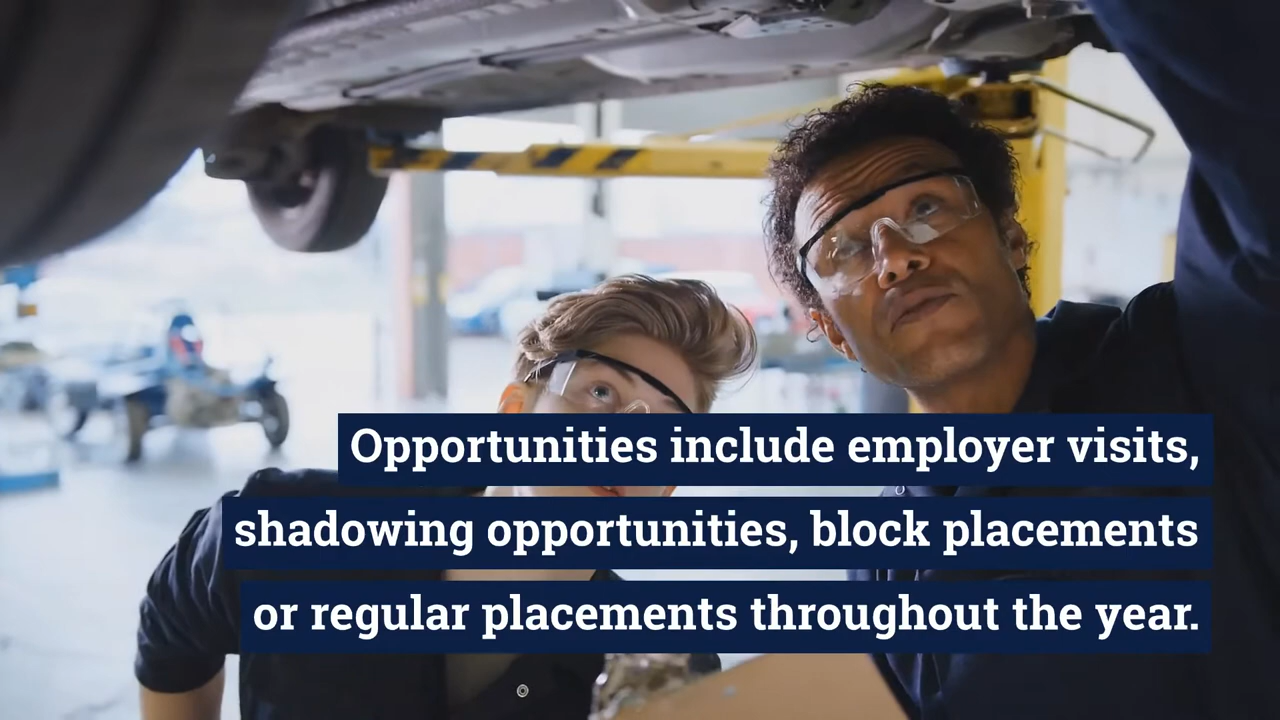 Opportunities include employer visits,
shadowing opportunities, block placements
or regular placements throughout the year.